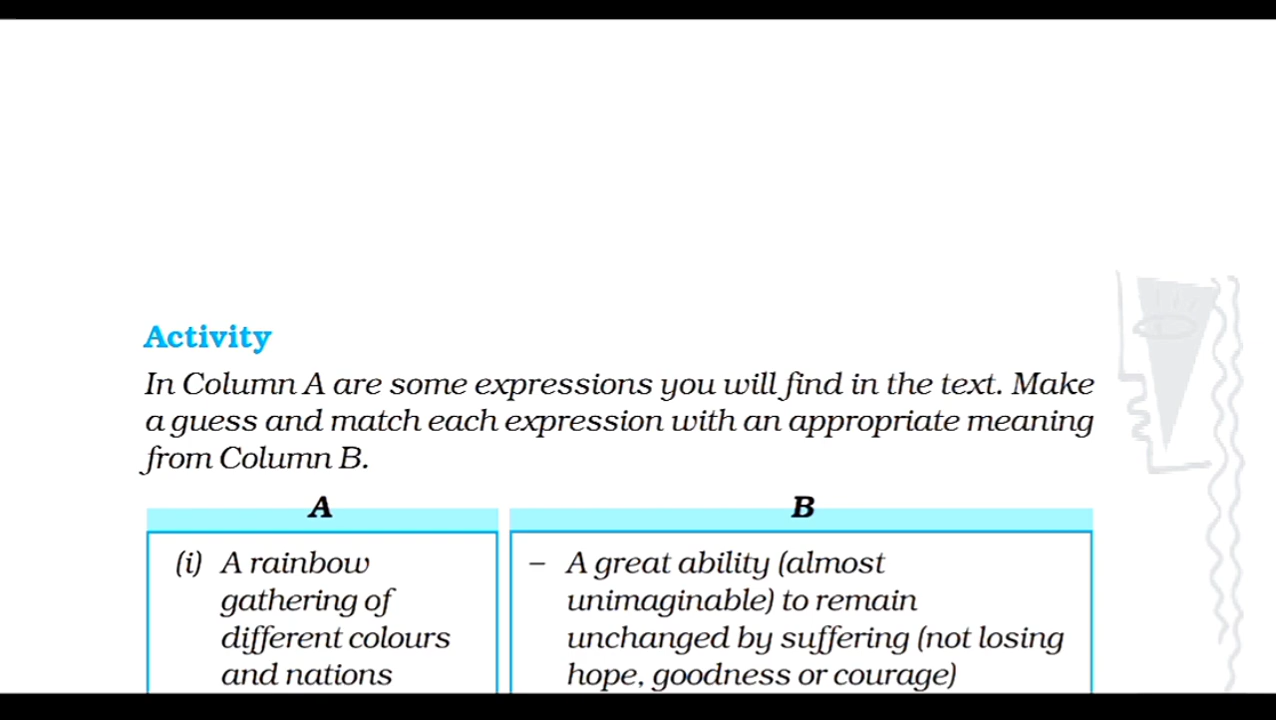 Activity
In Column A are some expressions you will find in the text. Make
a guess and match each expression with an appropriate meaning
from Column B.
A
B
(i) A rainbow
gathering of
different colours
and nations
– A great ability (almost
unimaginable) to remain
unchanged by suffering (not losing
hope, goodness or courage)